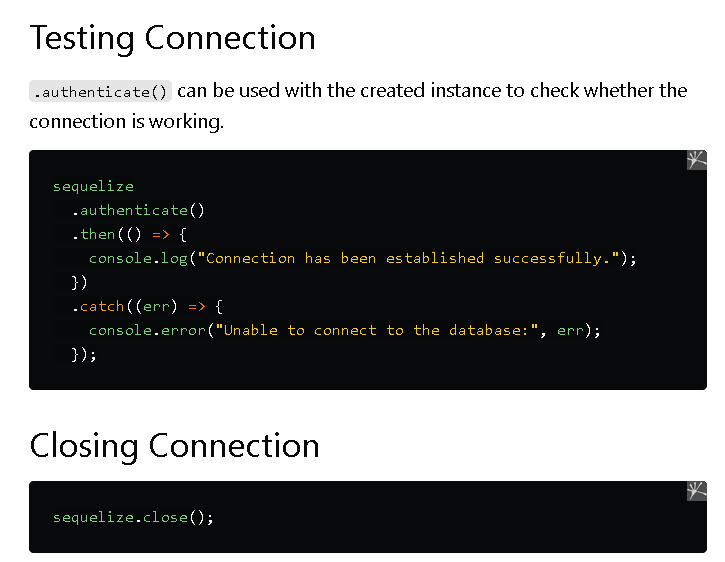 Testing Connection
.authenticate() can be used with the created instance to check whether the
connection is working.
sequelize
  .authenticate()
  .then(() => {
    console.log("Connection has been established successfully.");
  })
  .catch((err) => {
    console.error("Unable to connect to the database:", err);
  });
Closing Connection
sequelize.close();